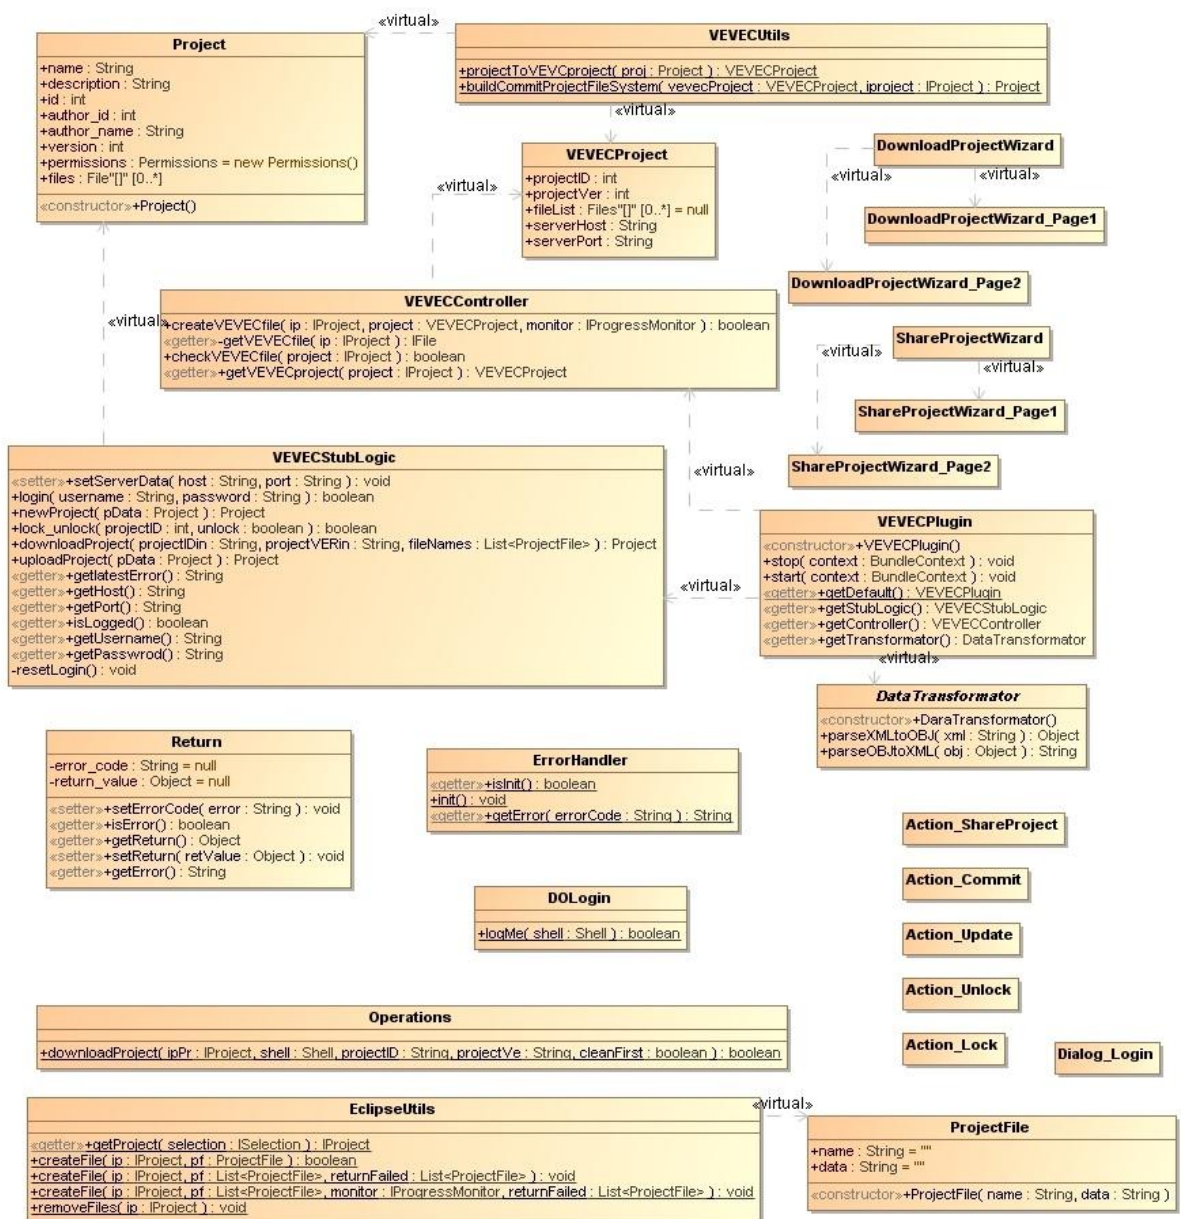 «virtual»
Project
+name : String
+description : String
+id : int
+author_id : int
+author_name : String
+version : int
+permissions : Permissions = new Permissions()
+files : File"[]" [0..*]
«constructor»+Project()
VEVECUtils
+projectToVEVCproject( proj : Project ) : VEVECProject
+buildCommitProjectFileSystem( vevecProject : VEVECProject, iproject : IProject ) : Project
«virtual»
VEVECProject
+projectID : int
+projectVer : int
+fileList : Files"[]" [0..*] = null
+serverHost : String
+serverPort : String
«virtual»
DownloadProjectWizard
«virtual»
«virtual»
DownloadProjectWizard_Page1
DownloadProjectWizard_Page2
VEVECController
+createVEVECfile( ip : IProject, project : VEVECProject, monitor : IProgressMonitor ) : boolean
«getter»-getVEVECfile( ip : IProject ) : IFile
+checkVEVECfile( project : IProject ) : boolean
«getter»+getVEVECproject( project : IProject ) : VEVECProject
«virtual»
ShareProjectWizard
«virtual»
«virtual»
ShareProjectWizard_Page1
ShareProjectWizard_Page2
VEVECStubLogic
«setter»+setServerData( host : String, port : String ) : void
+login( username : String, password : String ) : boolean
+newProject( pData : Project ) : Project
+lock_unlock( projectID : int, unlock : boolean ) : boolean
+downloadProject( projectIDin : String, projectVERin : String, fileNames : List<ProjectFile> ) : Project
+uploadProject( pData : Project ) : Project
«getter»+getlatestError() : String
«getter»+getHost() : String
«getter»+getPort() : String
«getter»+isLogged() : boolean
«getter»+getUsername() : String
«getter»+getPasswrod() : String
-resetLogin() : void
«virtual»
«virtual»
VEVECPlugin
«constructor»+VEVECPlugin()
+stop( context : BundleContext ) : void
+start( context : BundleContext ) : void
«getter»+getDefault() : VEVECPlugin
«getter»+getStubLogic() : VEVECStubLogic
«getter»+getController() : VEVECController
«getter»+getTransformator() : DataTransformator
«virtual»
DataTransformator
«constructor»+DaraTransformator()
+parseXMLtoOBJ( xml : String ) : Object
+parseOBJtoXML( obj : Object ) : String
Return
-error_code : String = null
-return_value : Object = null
«setter»+setErrorCode( error : String ) : void
«getter»+isError() : boolean
«getter»+getReturn() : Object
«setter»+setReturn( retValue : Object ) : void
«getter»+getError() : String
ErrorHandler
«getter»+isInit() : boolean
+init() : void
«getter»+getError( errorCode : String ) : String
DOLogin
+logMe( shell : Shell ) : boolean
Action_ShareProject
Action_Commit
Action_Update
Action_Unlock
Action_Lock
Dialog_Login
Operations
+downloadProject( ipPr : IProject, shell : Shell, projectID : String, projectVe : String, cleanFirst : boolean ) : boolean
EclipseUtils
«getter»+getProject( selection : ISelection ) : IProject
+createFile( ip : IProject, pf : ProjectFile ) : boolean
+createFile( ip : IProject, pf : List<ProjectFile>, returnFailed : List<ProjectFile> ) : void
+createFile( ip : IProject, pf : List<ProjectFile>, monitor : IProgressMonitor, returnFailed : List<ProjectFile> ) : void
+removeFiles( ip : IProject ) : void
«virtual»
ProjectFile
+name : String = ""
+data : String = ""
«constructor»+ProjectFile( name : String, data : String )